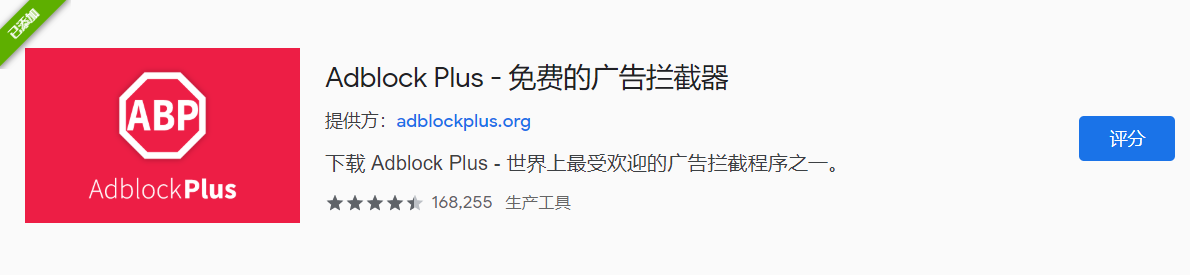 已添加
ABP
AdblockPlus
Adblock Plus - 免费的广告拦截器
提供方：adblockplus.org
下载 Adblock Plus - 世界上最受欢迎的广告拦截程序之一。
168,255 生产工具
评分